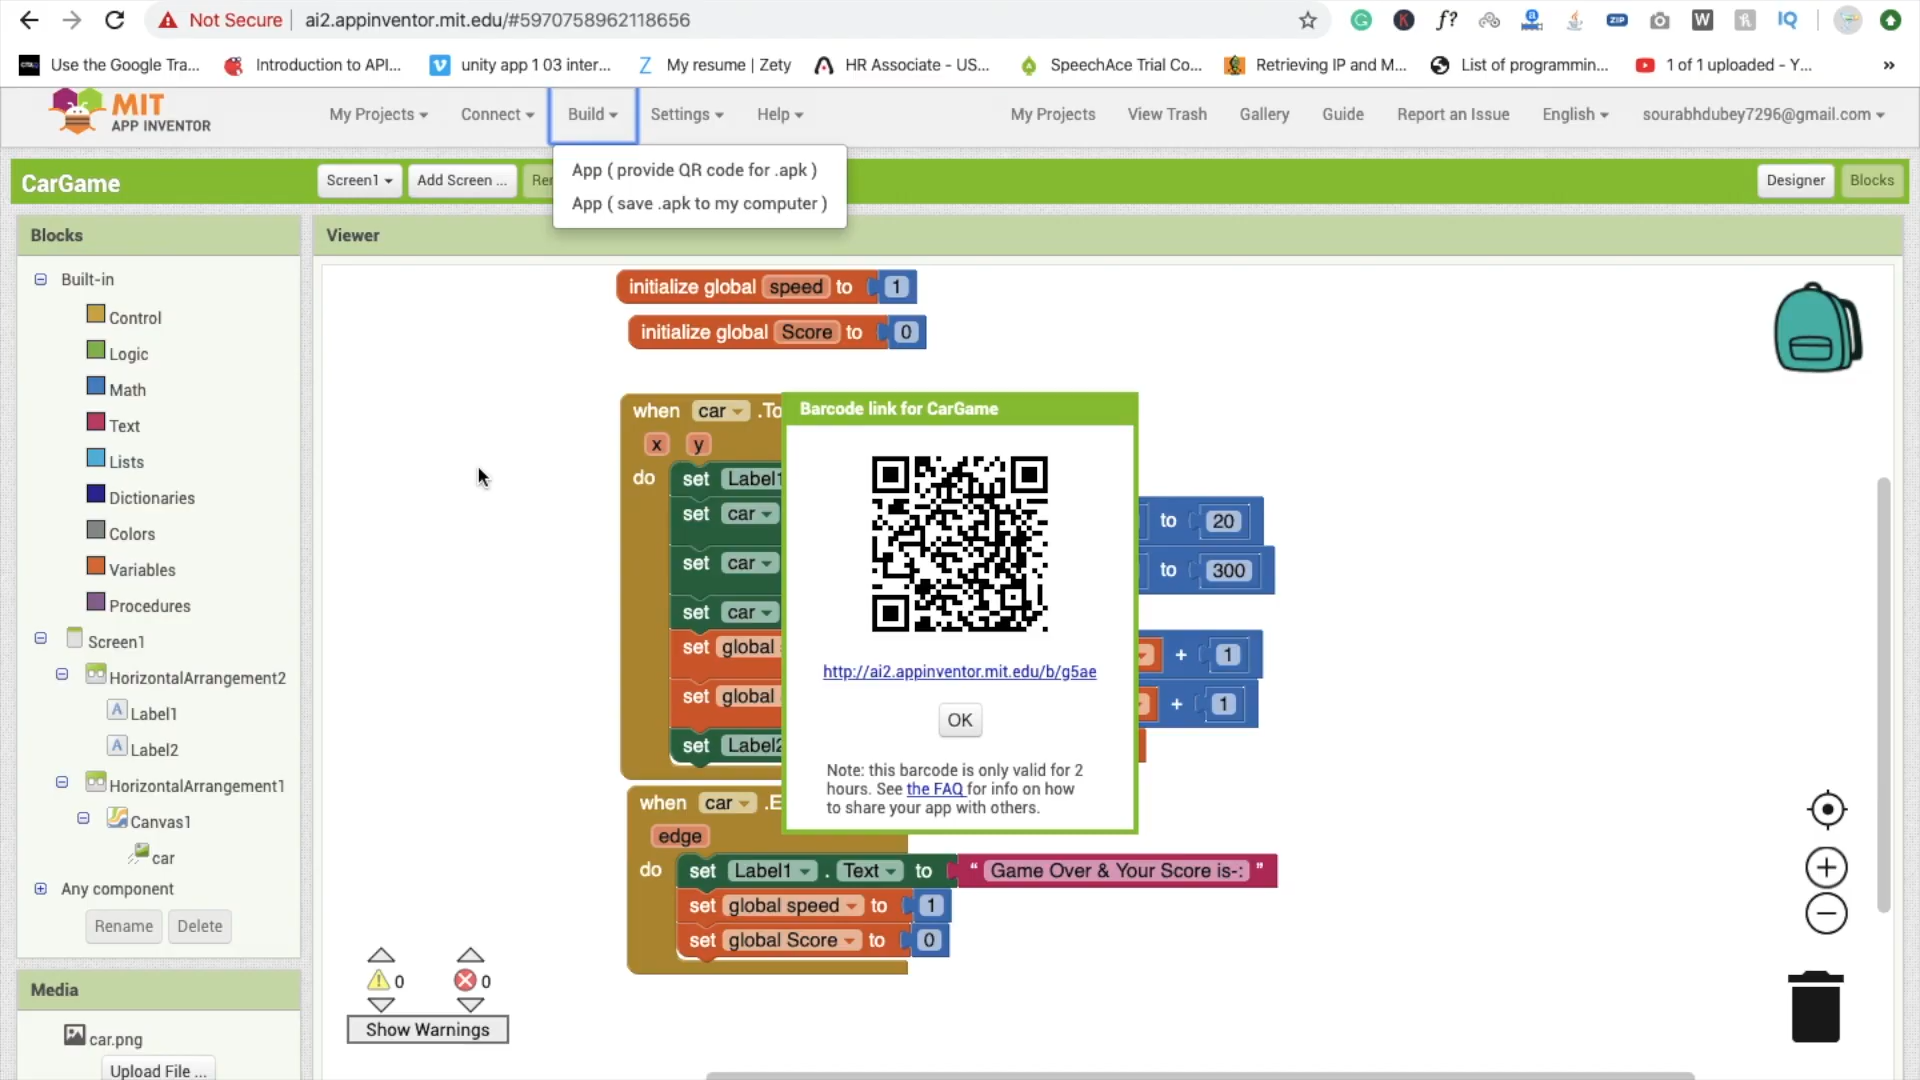 Not Secure
ai2.appinventor.mit.edu/#5970758962118656
Use the Google Tra...
Introduction to API...
unity app 1 03 inter...
My resume | Zety
HR Associate - US...
SpeechAce Trial Co...
Retrieving IP and M...
List of programmin...
1 of 1 uploaded - Y...
MIT
APP INVENTOR
My Projects
Connect
Build
Settings
Help
My Projects
View Trash
Gallery
Guide
Report an Issue
English
sourabhdubey7296@gmail.com
App ( provide QR code for .apk )
App ( save .apk to my computer )
CarGame
Screen1
Add Screen ...
Designer
Blocks
Blocks
Viewer
Built-in
Control
Logic
Math
Text
Lists
Dictionaries
Colors
Variables
Procedures
Screen1
HorizontalArrangement2
Label1
Label2
HorizontalArrangement1
Canvas1
car
Any component
Rename
Delete
Media
car.png
Upload File ...
initialize global speed to 1
initialize global Score to 0
when car .To
x y
do set Label1
set car
to 20
set car
to 300
set car
set global
+ 1
set global
+ 1
set Label2
Barcode link for CarGame
http://ai2.appinventor.mit.edu/b/g5ae
OK
Note: this barcode is only valid for 2
hours. See the FAQ for info on how
to share your app with others.
when car .E
edge
do set Label1 . Text to “ Game Over & Your Score is-: ”
set global speed to 1
set global Score to 0
0
0
Show Warnings